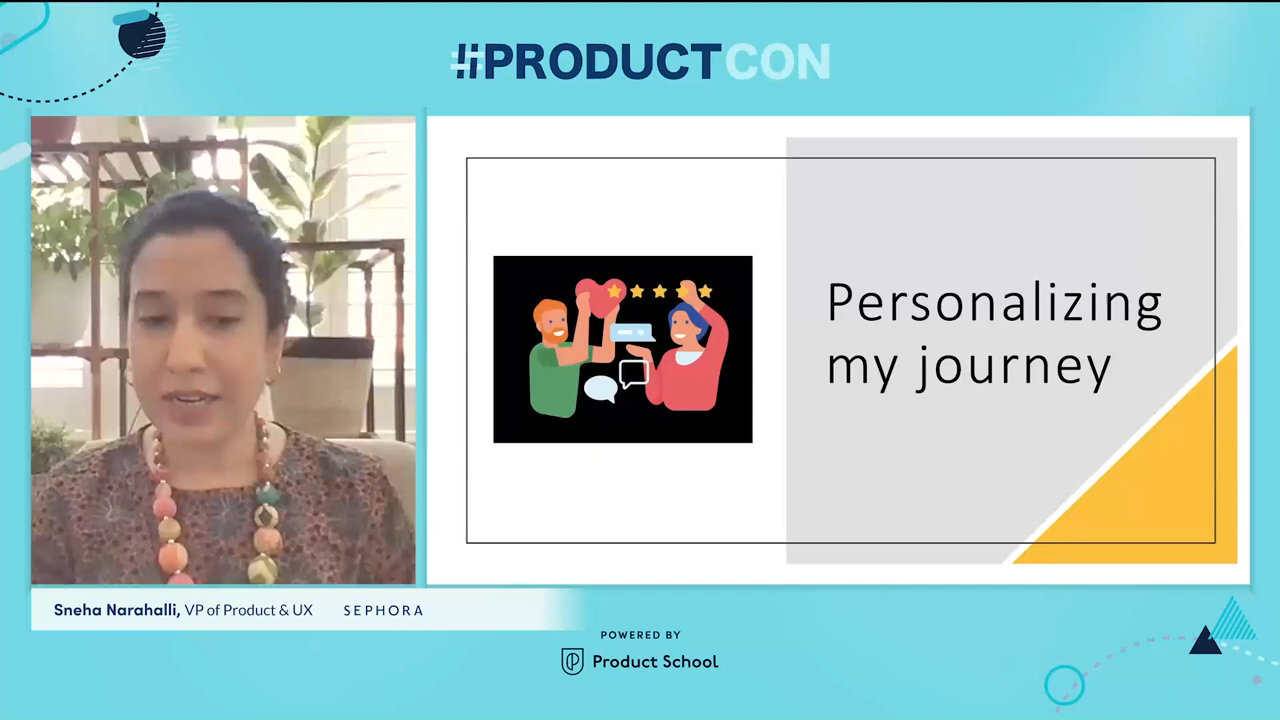 #PRODUCTCON
Personalizing
my journey
Sneha Narahalli, VP of Product & UX SEPHORA
POWERED BY
Product School